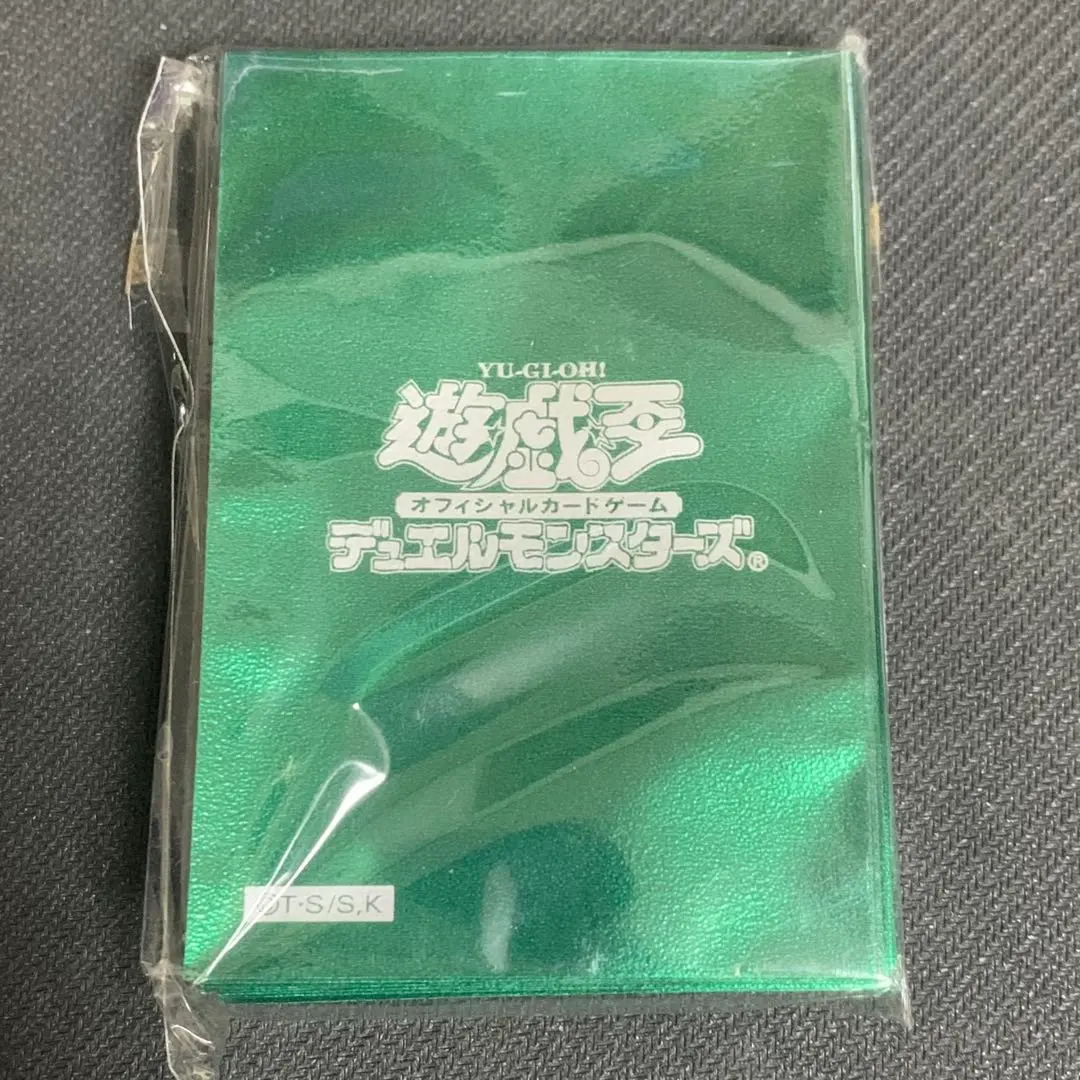 YU-GI-OH!
遊戯王
オフィシャルカードゲーム
デュエルモンスターズ®
©T・S/S,K